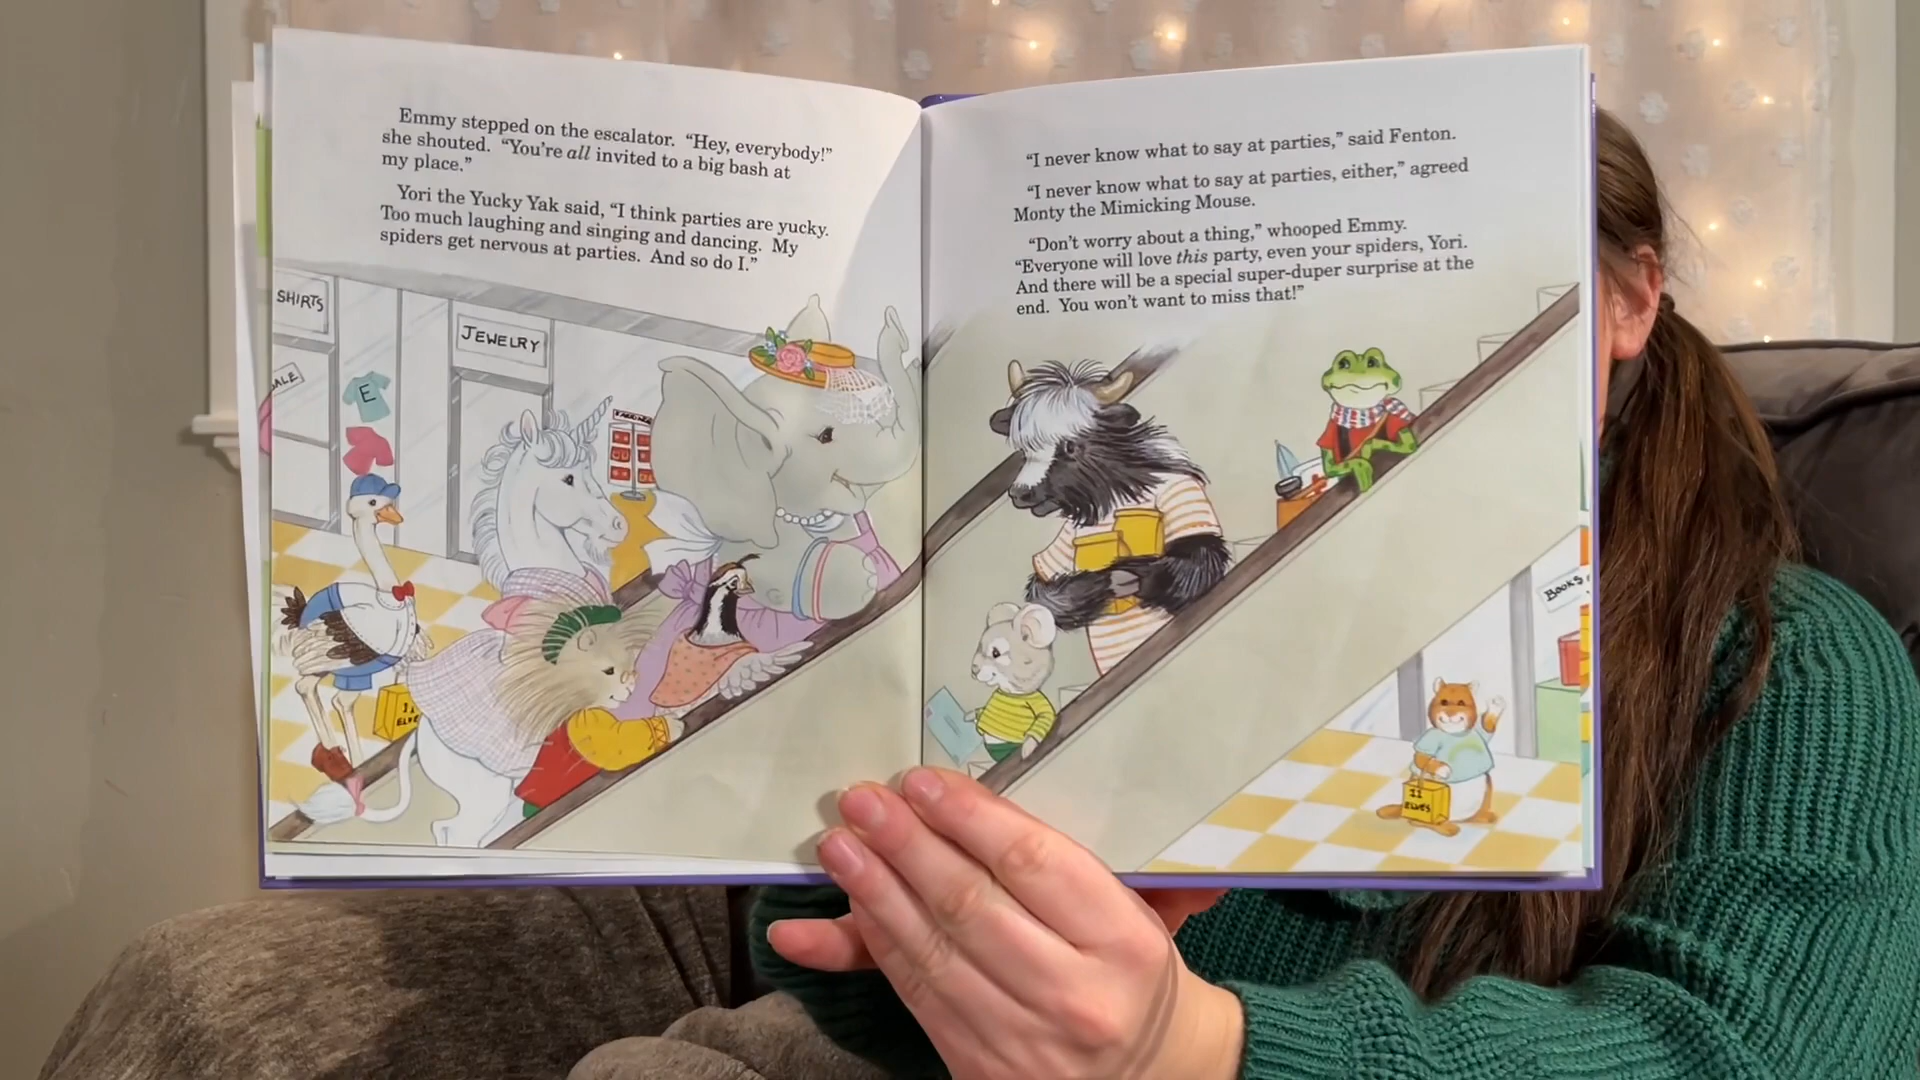 Emmy stepped on the escalator. “Hey, everybody!”
she shouted. “You’re all invited to a big bash at
my place.”
Yori the Yucky Yak said, “I think parties are yucky.
Too much laughing and singing and dancing. My
spiders get nervous at parties. And so do I.”
SHIRTS
JEWELRY
E
“I never know what to say at parties,” said Fenton.
“I never know what to say at parties, either,” agreed
Monty the Mimicking Mouse.
“Don’t worry about a thing,” whooped Emmy.
“Everyone will love this party, even your spiders, Yori.
And there will be a special super-duper surprise at the
end. You won’t want to miss that!”
BOOKS
11
ELVES